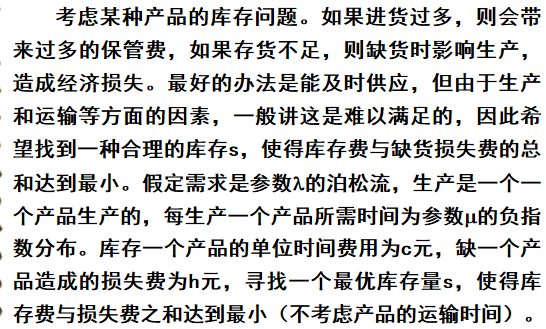 考虑某种产品的库存问题。如果进货过多，则会带
来过多的保管费，如果存货不足，则缺货时影响生产，
造成经济损失。最好的办法是能及时供应，但由于生产
和运输等方面的因素，一般讲这是难以满足的，因此希
望找到一种合理的库存s，使得库存费与缺货损失费的总
和达到最小。假定需求是参数λ的泊松流，生产是一个一
个产品生产的，每生产一个产品所需时间为参数μ的负指
数分布。库存一个产品的单位时间费用为c元，缺一个产
品造成的损失费为h元，寻找一个最优库存量s，使得库
存费与损失费之和达到最小（不考虑产品的运输时间）。